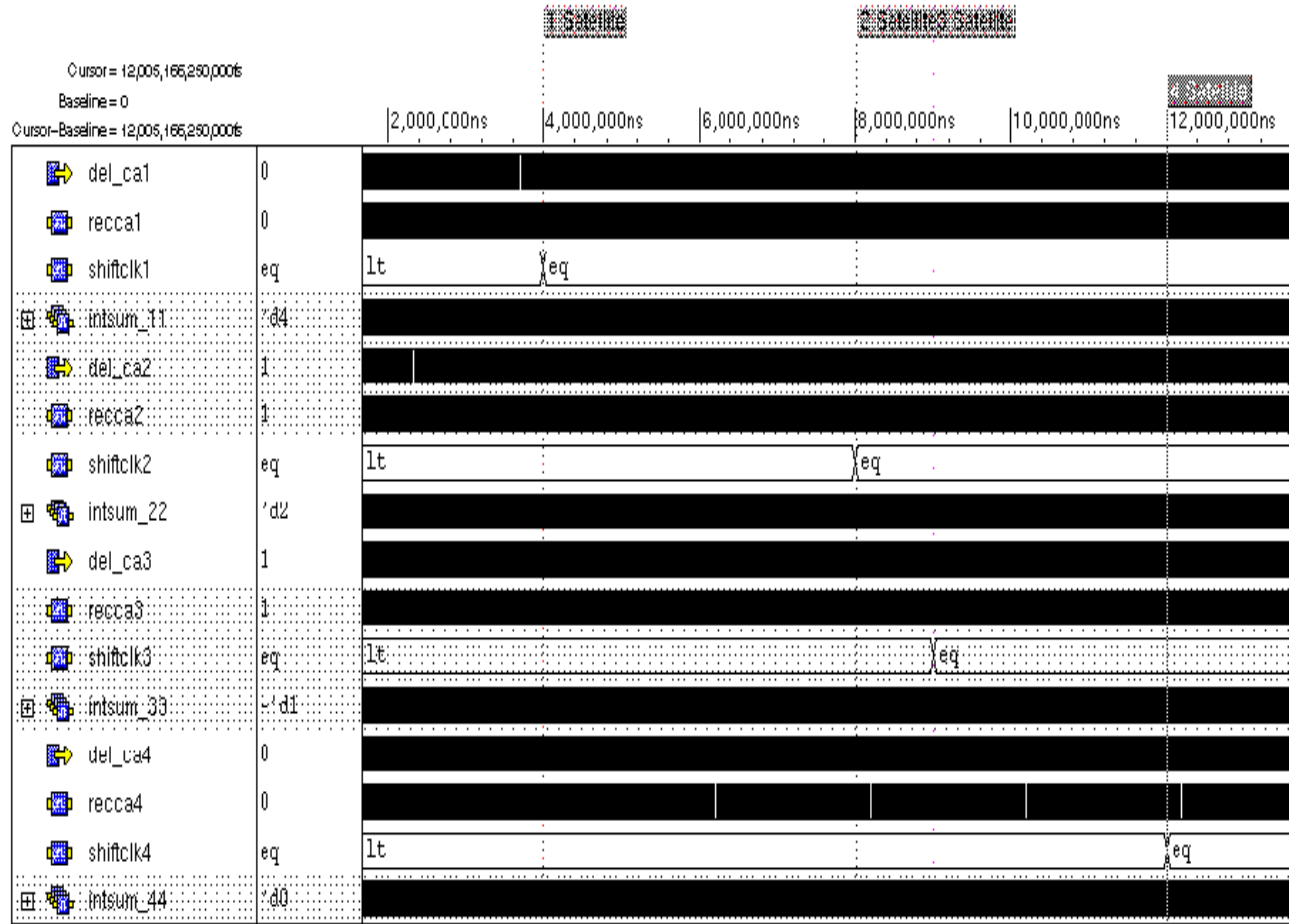 1 Satellite
2 Satellite3 Satellite
Cursor = 12,005,166,250,000fs
Baseline = 0
4 Satellite
Cursor-Baseline = 12,005,166,250,000fs
2,000,000ns
4,000,000ns
6,000,000ns
8,000,000ns
10,000,000ns
12,000,000ns
del_ca1 0
recca1 0
shiftclk1 eq lt eq
intsum_11 'd4
del_ca2 1
recca2 1
shiftclk2 eq lt eq
intsum_22 'd2
del_ca3 1
recca3 1
shiftclk3 eq lt eq
intsum_33 -'d1
del_ca4 0
recca4 0
shiftclk4 eq lt eq
intsum_44 'd0